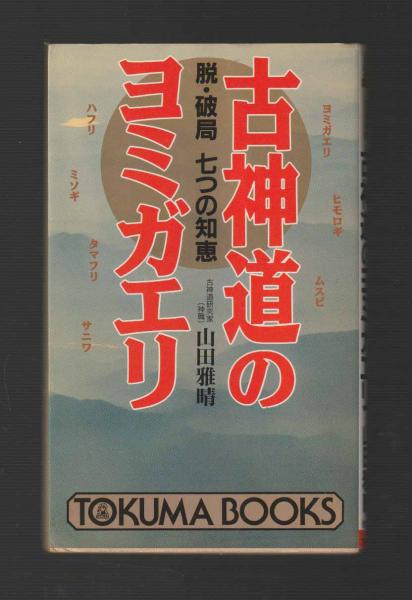 古神道の
ヨミガエリ
脱・破局 七つの知恵
古神道研究家
(神職)
山田雅晴
ヨミガエリ
ヒモロギ
ムスビ
ハフリ
ミソギ
タマフリ
サニワ
TOKUMA BOOKS